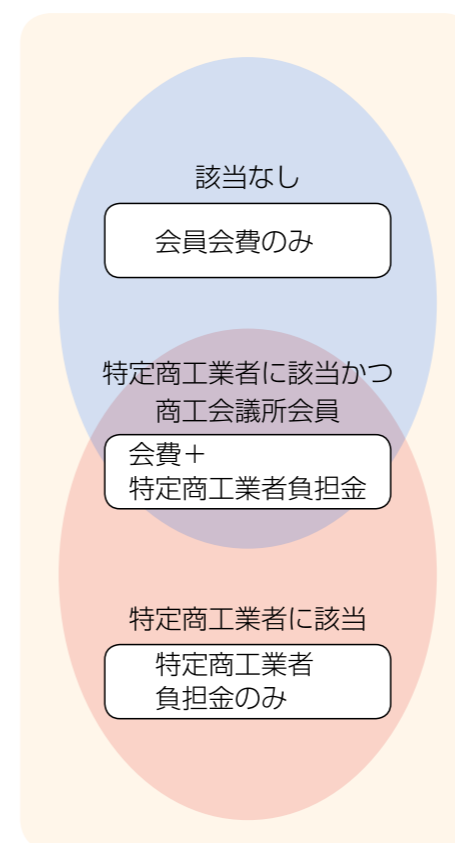 該当なし
会員会費のみ
特定商工業者に該当かつ
商工会議所会員
会費＋
特定商工業者負担金
特定商工業者に該当
特定商工業者
負担金のみ